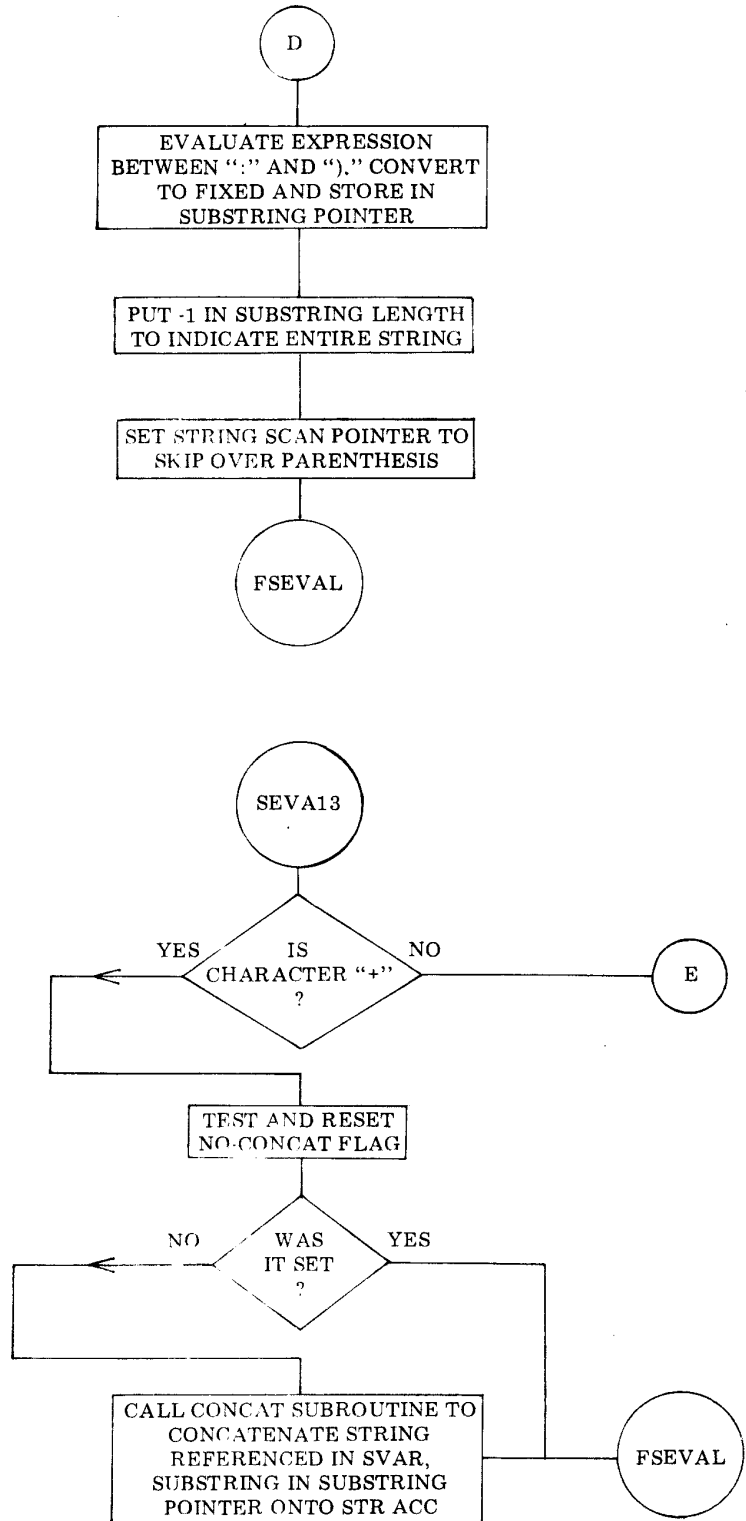 D
EVALUATE EXPRESSION
BETWEEN “:” AND “).” CONVERT
TO FIXED AND STORE IN
SUBSTRING POINTER
PUT -1 IN SUBSTRING LENGTH
TO INDICATE ENTIRE STRING
SET STRING SCAN POINTER TO
SKIP OVER PARENTHESIS
FSEVAL
SEVA13
YES
IS
CHARACTER “+”
?
NO
E
TEST AND RESET
NO-CONCAT FLAG
NO
WAS
IT SET
?
YES
CALL CONCAT SUBROUTINE TO
CONCATENATE STRING
REFERENCED IN SVAR,
SUBSTRING IN SUBSTRING
POINTER ONTO STR ACC
FSEVAL